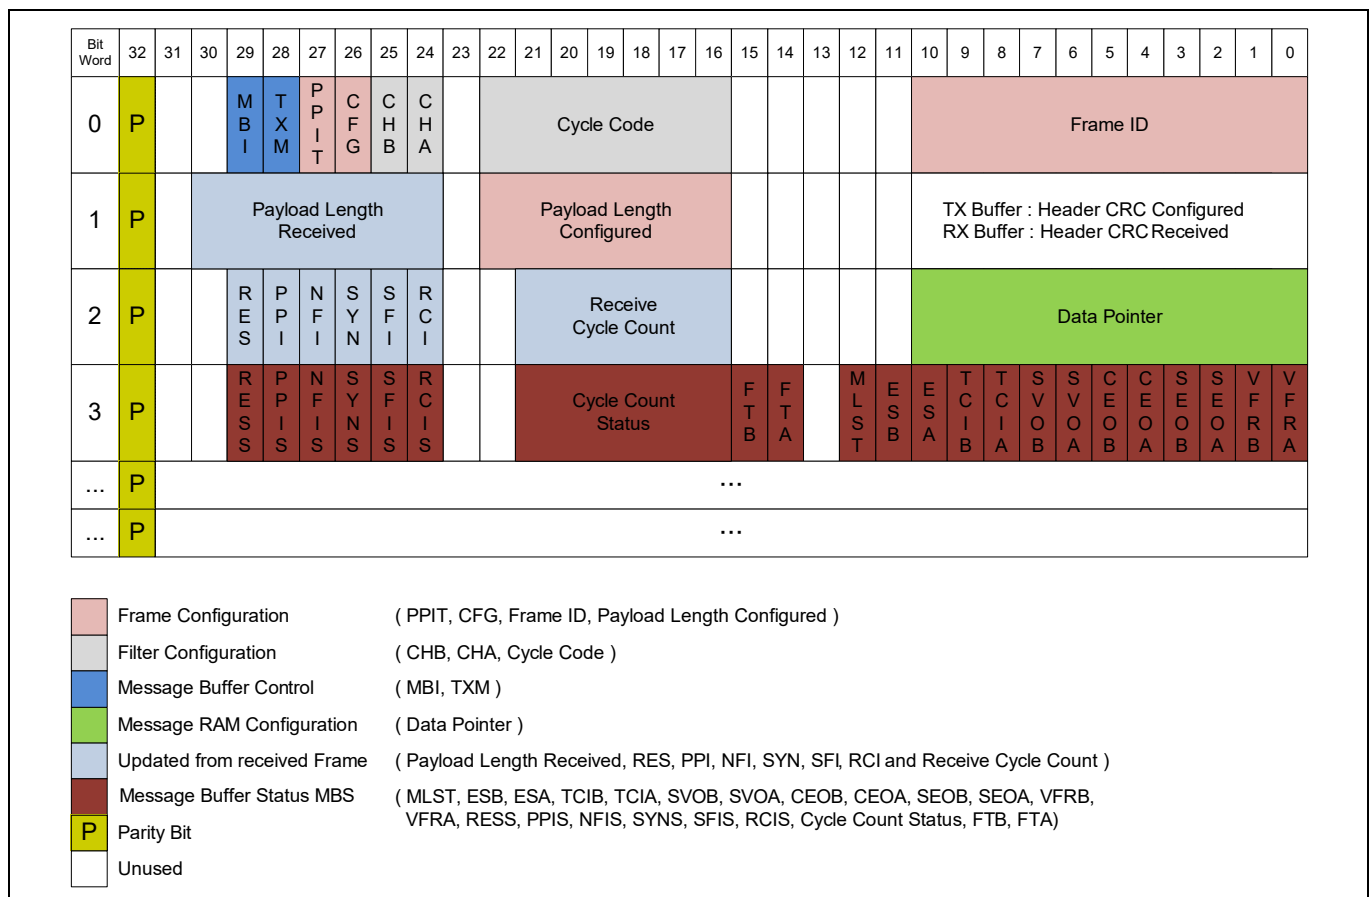 Bit Word 32 31 30 29 28 27 26 25 24 23 22 21 20 19 18 17 16 15 14 13 12 11 10 9 8 7 6 5 4 3 2 1 0
0 P MBI TXM PPIT CFG CHB CHA Cycle Code Frame ID
1 P Payload Length Received Payload Length Configured TX Buffer : Header CRC Configured
RX Buffer : Header CRC Received
2 P RES PPI NFI SYN SFI RCI Receive Cycle Count Data Pointer
3 P RESS PPIS NFIS SYNS SFIS RCIS Cycle Count Status FTB FTA MLST ESB ESA TCIB TCIA SVOB SVOA CEOB CEOA SEOB SEOA VFRB VFRA
... P ...
... P ...
Frame Configuration ( PPIT, CFG, Frame ID, Payload Length Configured )
Filter Configuration ( CHB, CHA, Cycle Code )
Message Buffer Control ( MBI, TXM )
Message RAM Configuration ( Data Pointer )
Updated from received Frame ( Payload Length Received, RES, PPI, NFI, SYN, SFI, RCI and Receive Cycle Count )
Message Buffer Status MBS ( MLST, ESB, ESA, TCIB, TCIA, SVOB, SVOA, CEOB, CEOA, SEOB, SEOA, VFRB,
VFRA, RESS, PPIS, NFIS, SYNS, SFIS, RCIS, Cycle Count Status, FTB, FTA)
P Parity Bit
Unused